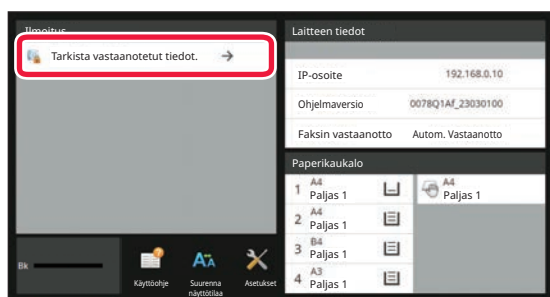 Ilmoitus
Tarkista vastaanotetut tiedot.
Laitteen tiedot
IP-osoite 192.168.0.10
Ohjelmaversio 0078Q1Af_23030100
Faksin vastaanotto Autom. Vastaanotto
Paperikaukalo
1 A4
Paljas 1
A4
Paljas 1
2 A4
Paljas 1
3 B4
Paljas 1
4 A3
Paljas 1
Bk
Käyttöohje
Suurenna
näyttötilaa
Asetukset